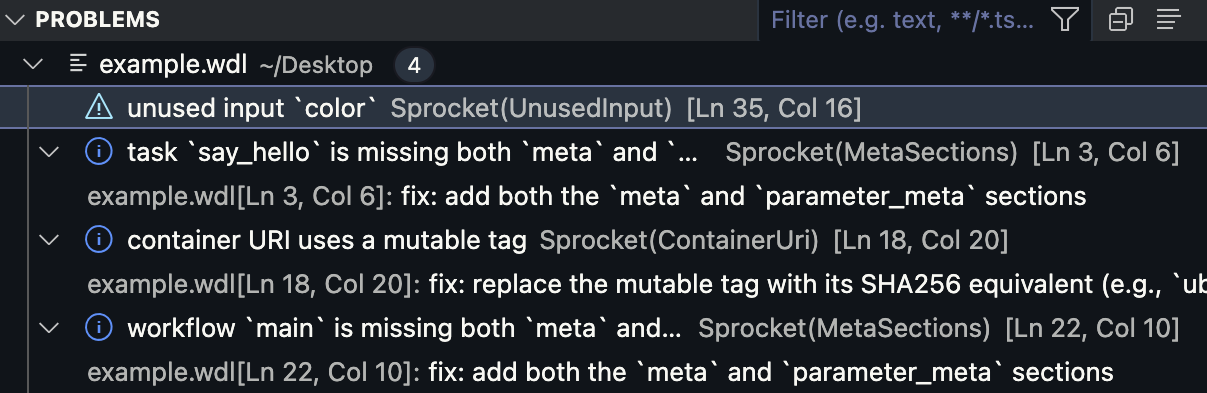 PROBLEMS Filter (e.g. text, **/*.ts...
example.wdl ~/Desktop 4
unused input `color` Sprocket(UnusedInput) [Ln 35, Col 16]
task `say_hello` is missing both `meta` and `... Sprocket(MetaSections) [Ln 3, Col 6]
example.wdl[Ln 3, Col 6]: fix: add both the `meta` and `parameter_meta` sections
container URI uses a mutable tag Sprocket(ContainerUri) [Ln 18, Col 20]
example.wdl[Ln 18, Col 20]: fix: replace the mutable tag with its SHA256 equivalent (e.g., `ub
workflow `main` is missing both `meta` and... Sprocket(MetaSections) [Ln 22, Col 10]
example.wdl[Ln 22, Col 10]: fix: add both the `meta` and `parameter_meta` sections